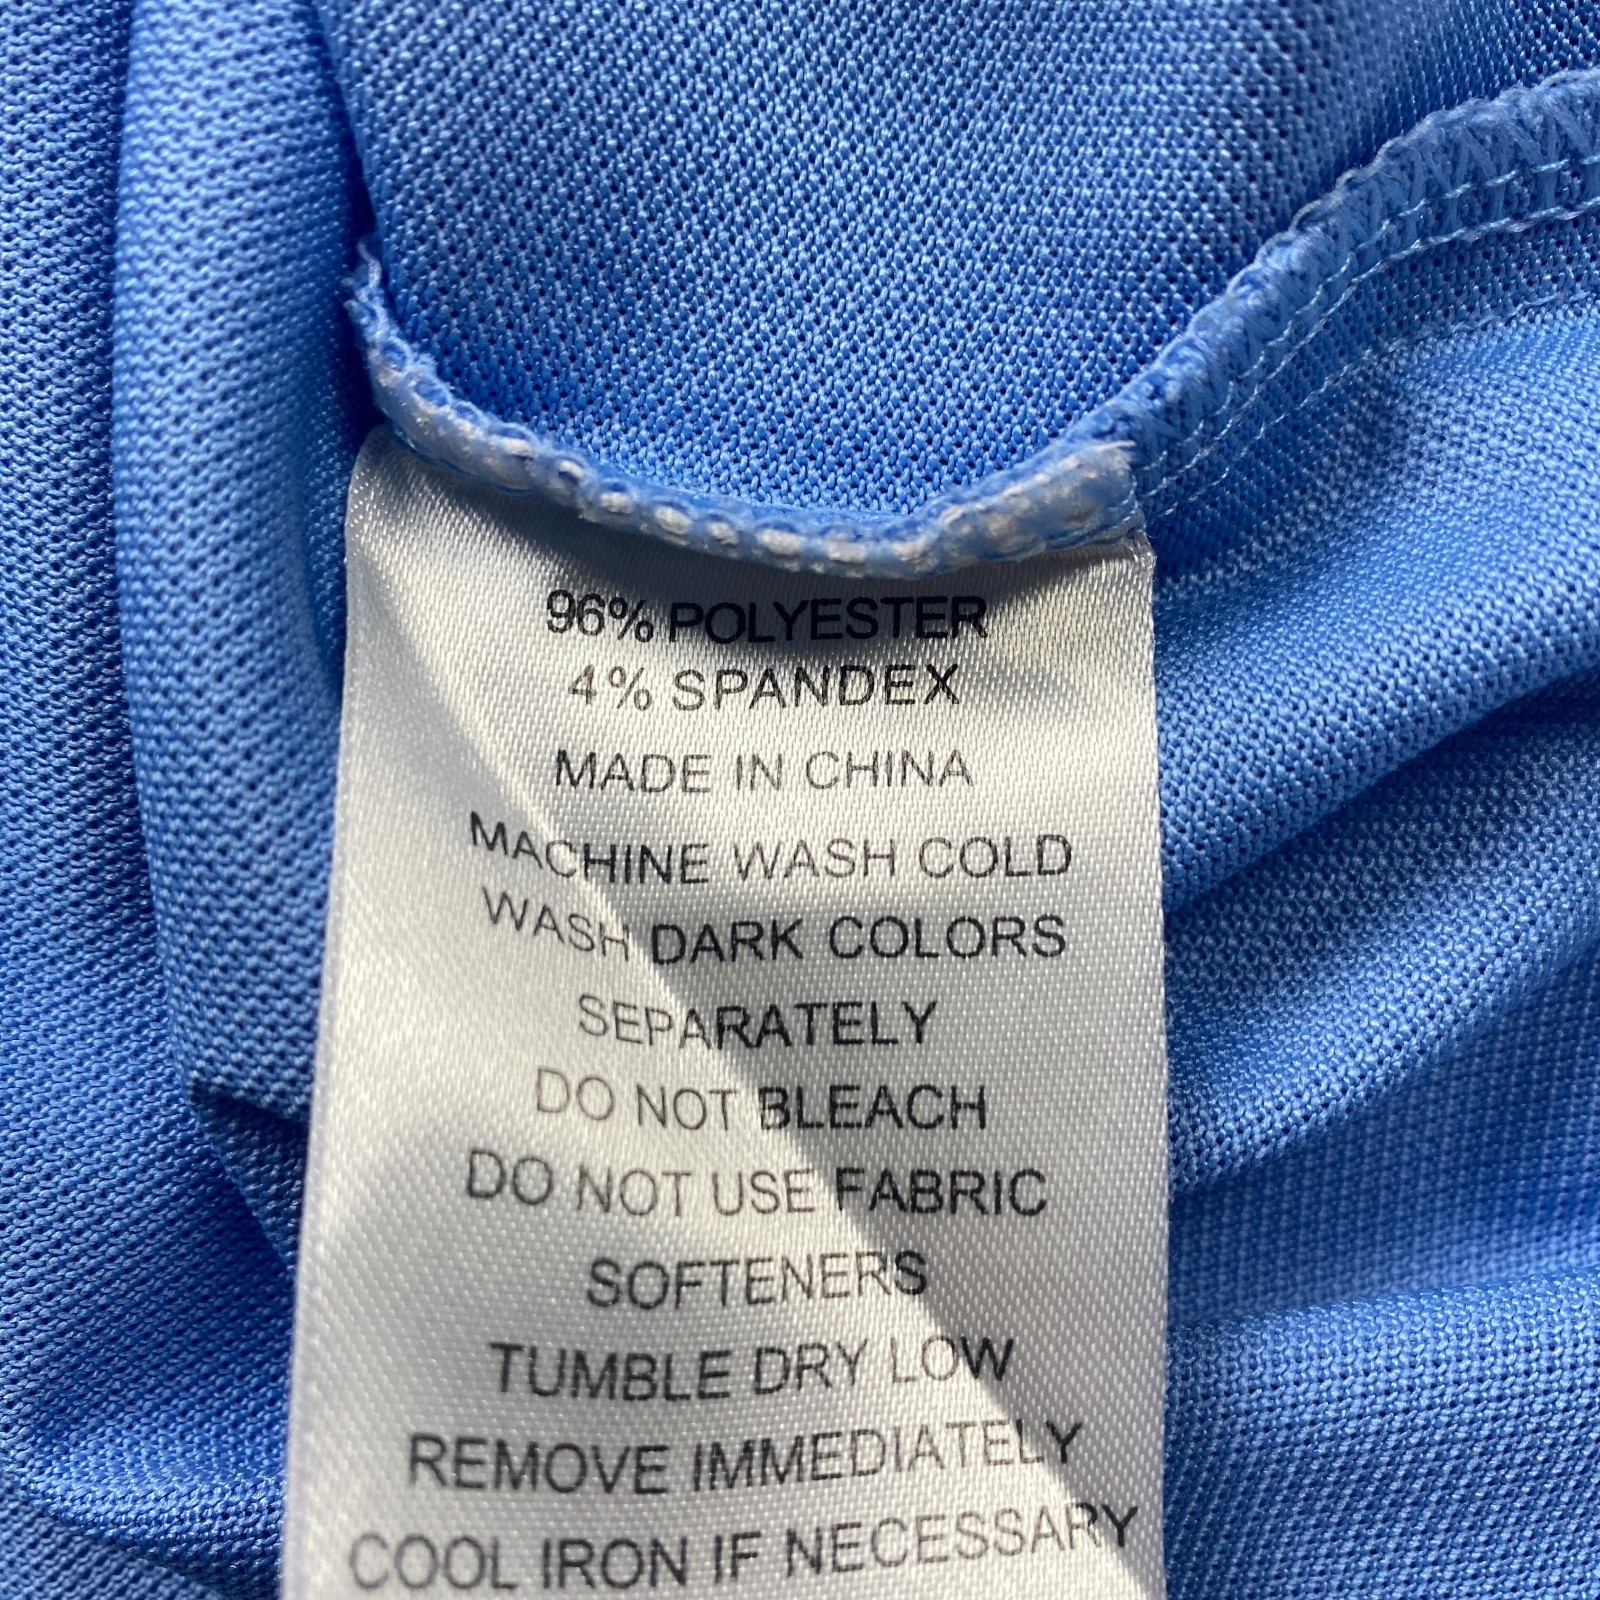 96% POLYESTER
4% SPANDEX
MADE IN CHINA
MACHINE WASH COLD
WASH DARK COLORS
SEPARATELY
DO NOT BLEACH
DO NOT USE FABRIC
SOFTENERS
TUMBLE DRY LOW
REMOVE IMMEDIATELY
COOL IRON IF NECESSARY